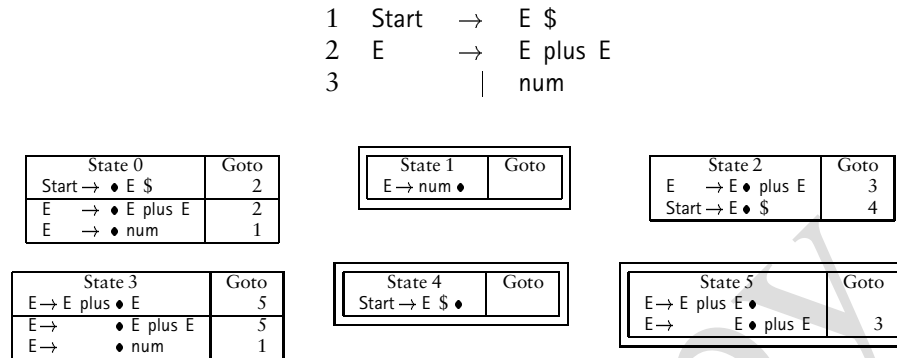 1 Start → E $
2 E → E plus E
3 | num
State 0 Goto
Start → • E $ 2
E → • E plus E 2
E → • num 1
State 1 Goto
E → num •
State 2 Goto
E → E • plus E 3
Start → E • $ 4
State 3 Goto
E → E plus • E 5
E → • E plus E 5
E → • num 1
State 4 Goto
Start → E $ •
State 5 Goto
E → E plus E •
E → E • plus E 3